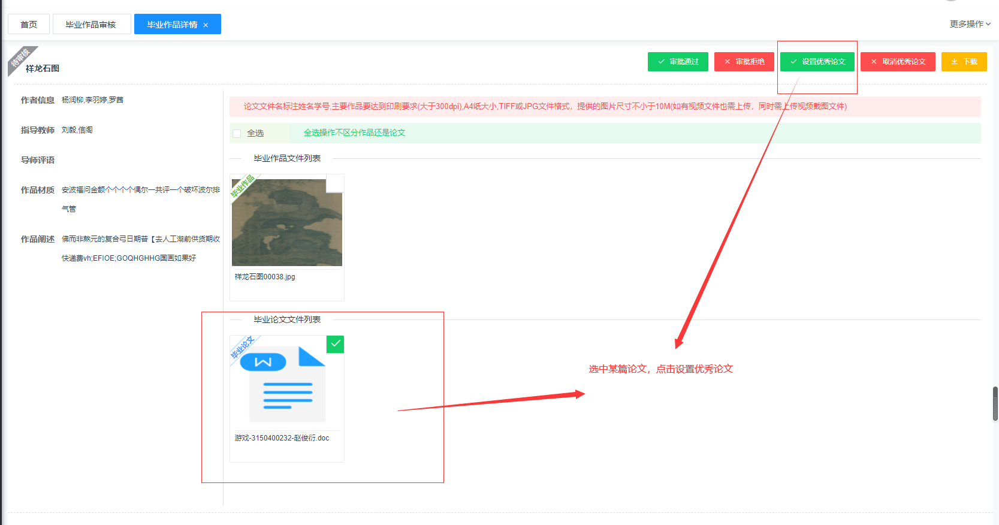 首页
毕业作品审核
毕业作品详情
更多操作
待审核
祥龙石图
审批通过
审批拒绝
设置优秀论文
取消优秀论文
下载
作者信息 杨润柳,李羽婷,罗茜
指导教师 刘毅,信阁
导师评语
作品材质 安波福问金额个个个个偶尔一共评一个破坏波尔排
气管
作品阐述 佛而非熬元的复合弓日期普【去人工湖前供货期收
快递费vh;EFIOE;GOQHGHHG国画如果好
论文文件名标注姓名学号,主要作品要达到印刷要求(大于300dpi),A4纸大小,TIFF或JPG文件格式，提供的图片尺寸不小于10M(如有视频文件也需上传，同时需上传视频截图文件)
全选
全选操作不区分作品还是论文
毕业作品文件列表
毕业作品
祥龙石图00038.jpg
毕业论文文件列表
毕业论文
W
游戏-3150400232-赵俊衍.doc
选中某篇论文，点击设置优秀论文